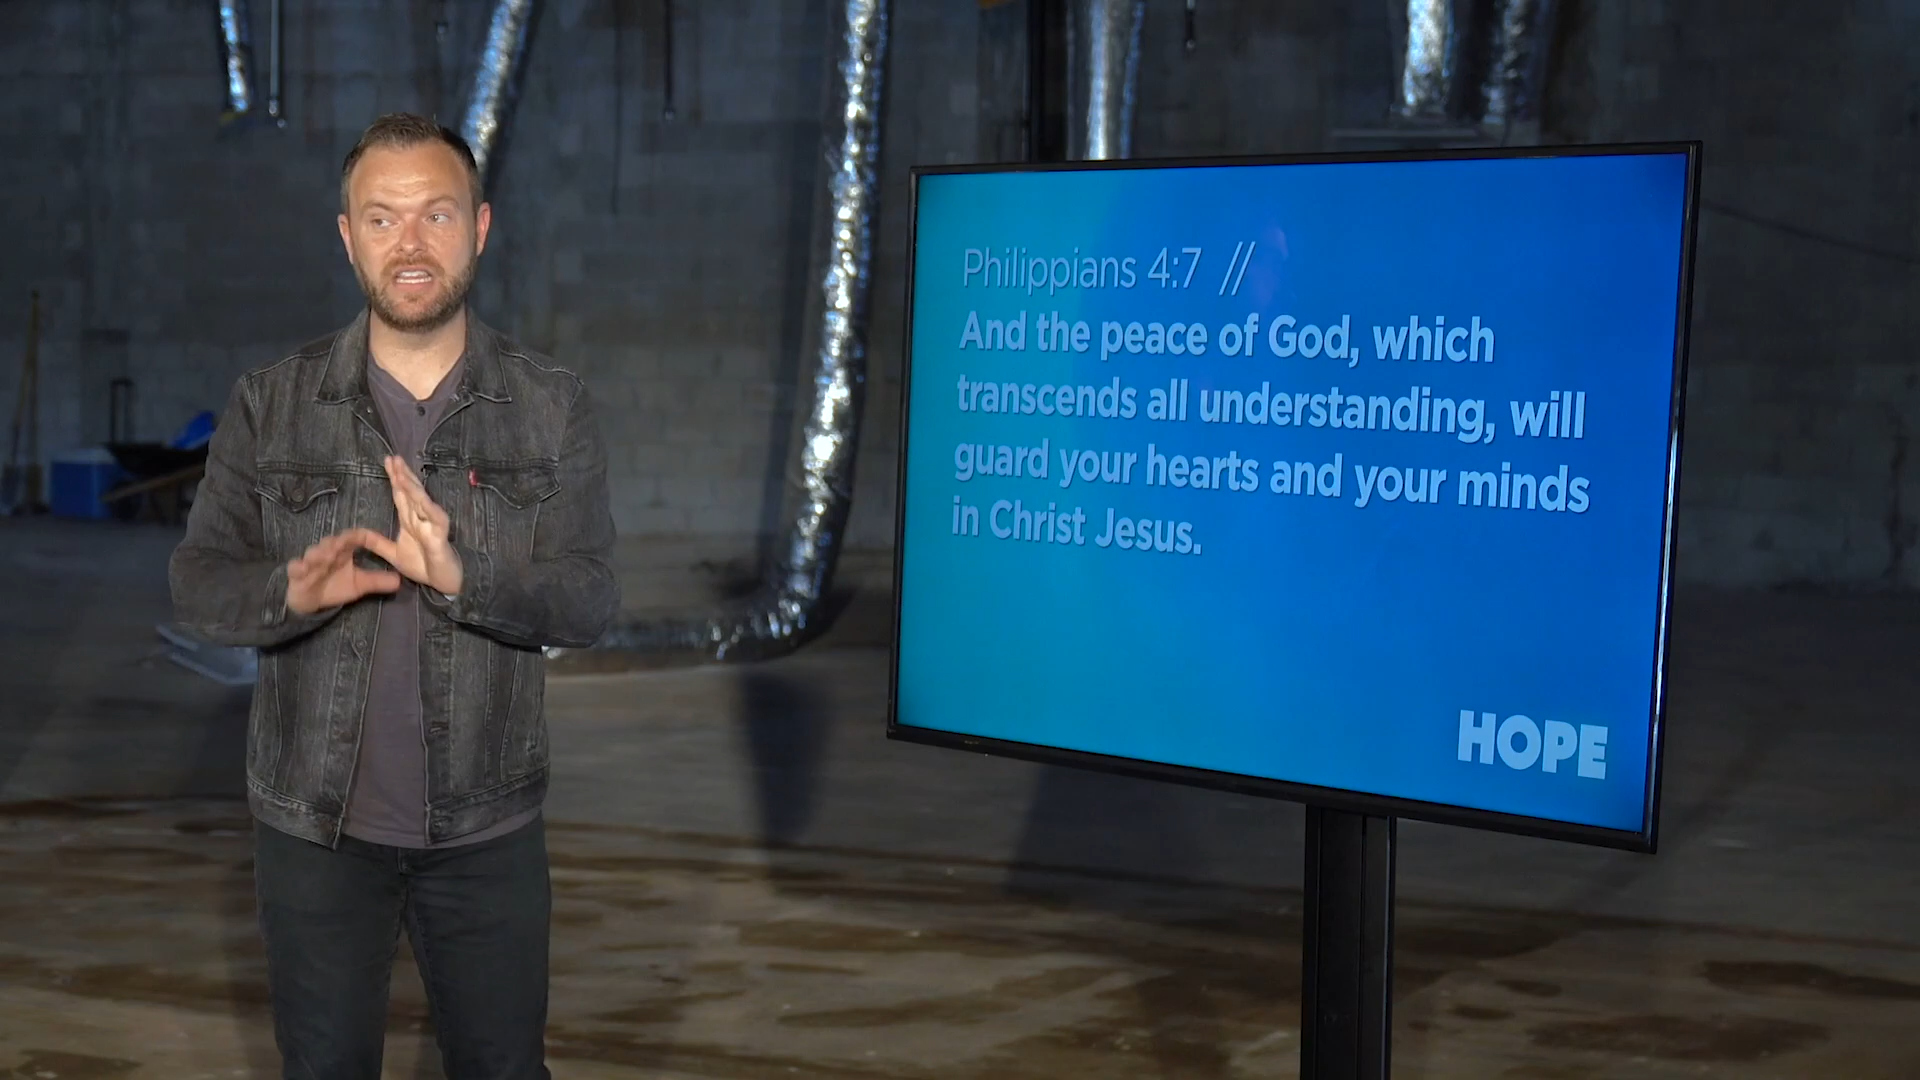 Philippians 4:7 //
And the peace of God, which
transcends all understanding, will
guard your hearts and your minds
in Christ Jesus.
HOPE